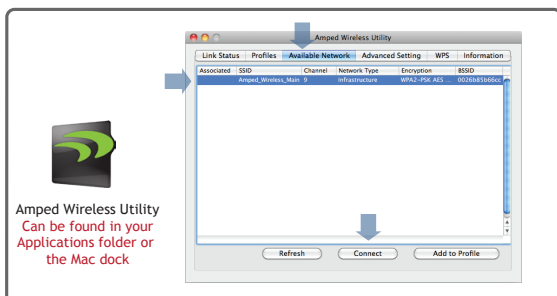 Amped Wireless Utility
Link Status Profiles Available Network Advanced Setting WPS Information
Associated SSID Channel Network Type Encryption BSSID
Amped_Wireless_Main 9 Infrastructure WPA2-PSK AES ... 0026b85b66cc
Refresh Connect Add to Profile
Amped Wireless Utility
Can be found in your
Applications folder or
the Mac dock